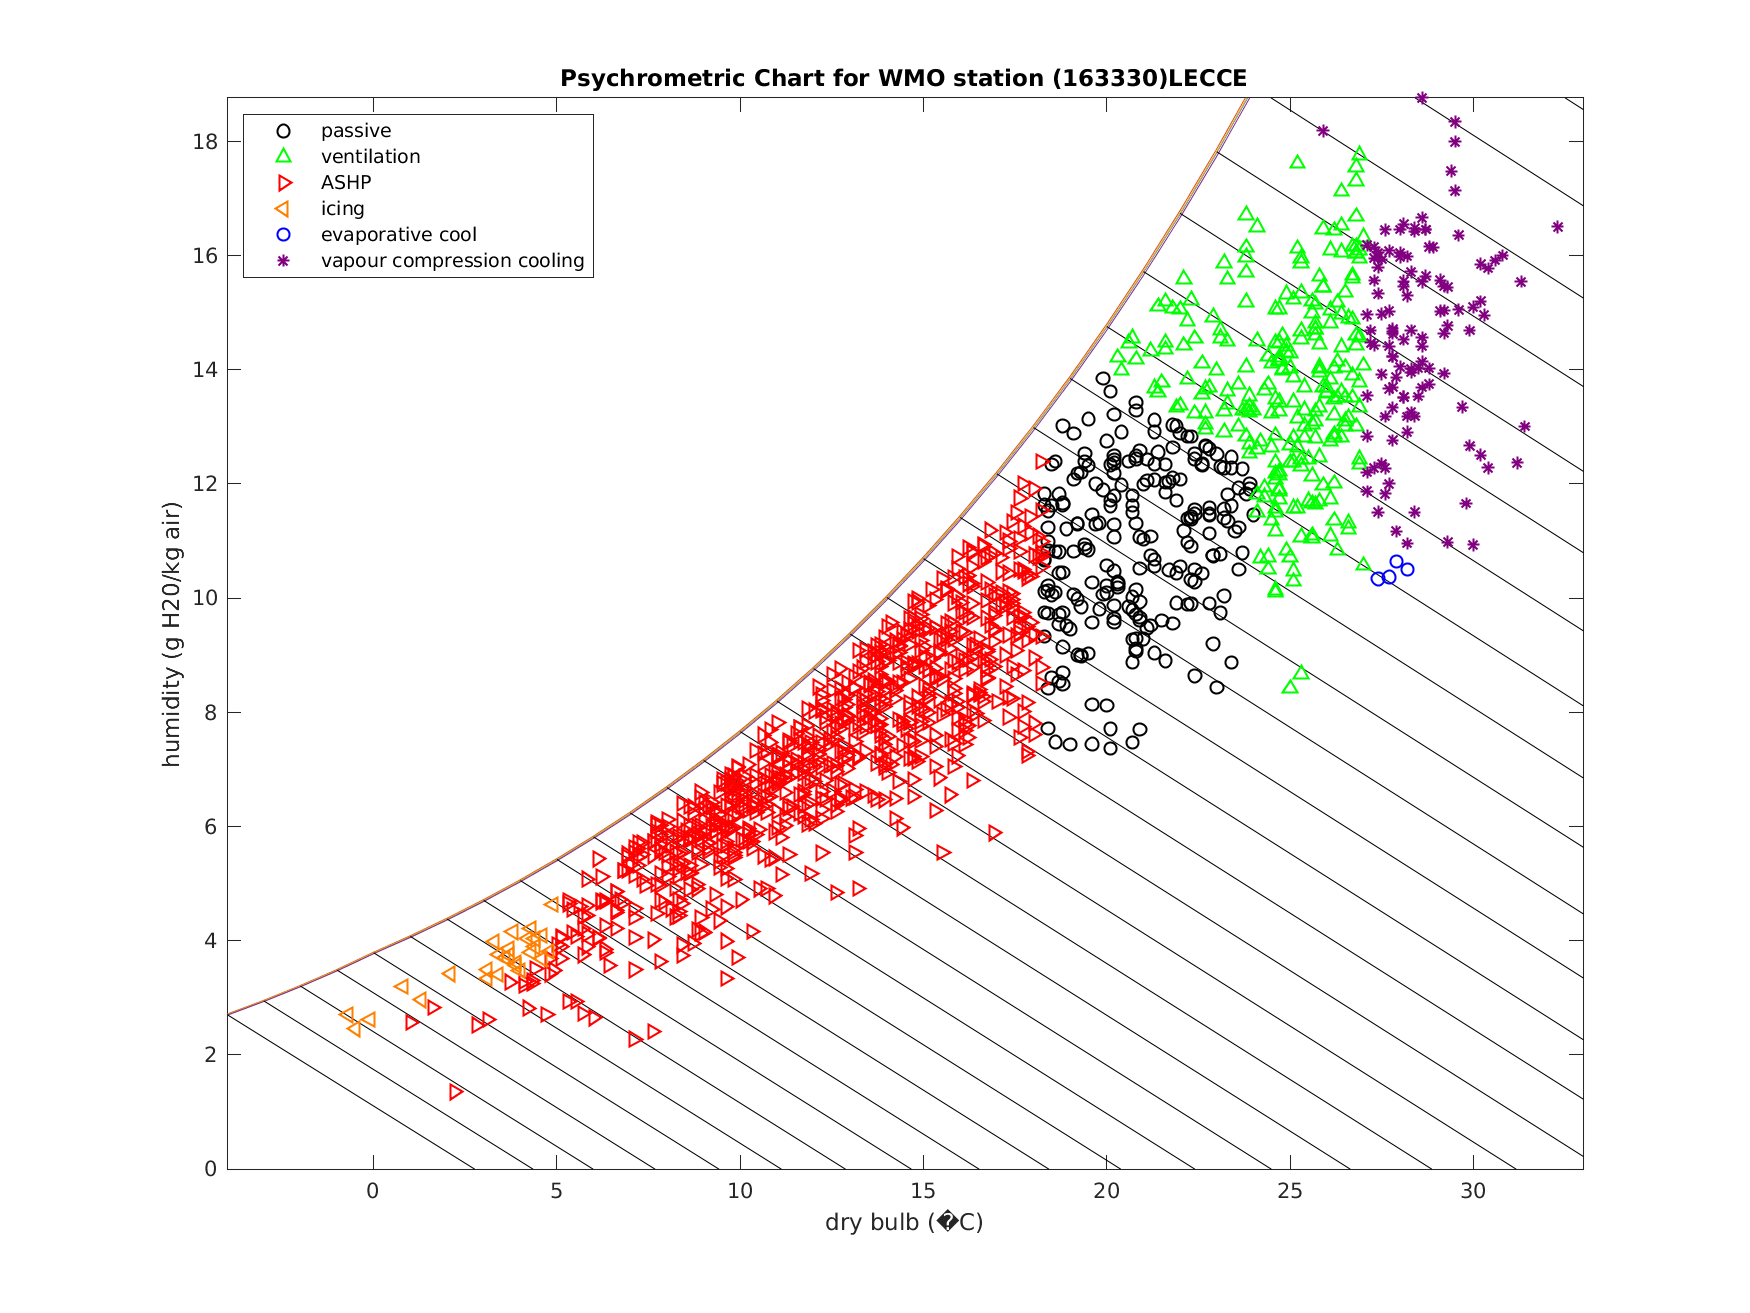 Psychrometric Chart for WMO station (163330)LECCE
passive
ventilation
ASHP
icing
evaporative cool
vapour compression cooling
humidity (g H20/kg air)
18
16
14
12
10
8
6
4
2
0
0 5 10 15 20 25 30
dry bulb (�C)